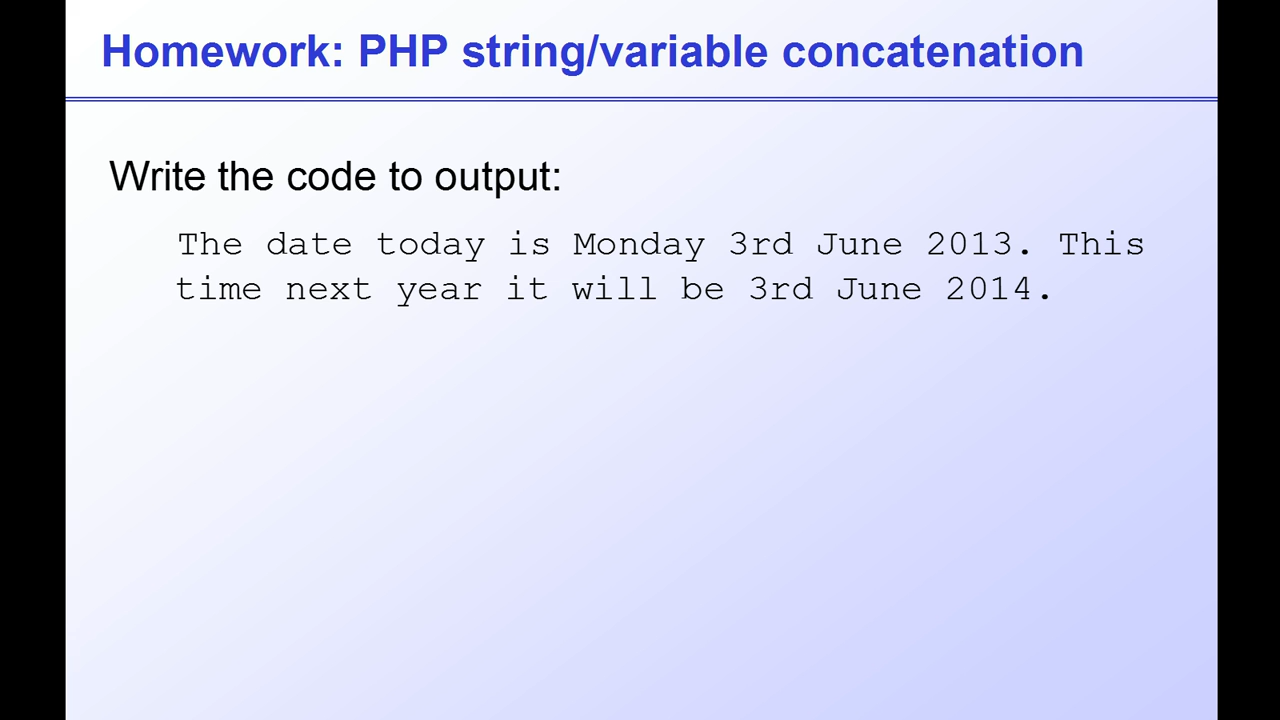 Homework: PHP string/variable concatenation
Write the code to output:
The date today is Monday 3rd June 2013. This
time next year it will be 3rd June 2014.